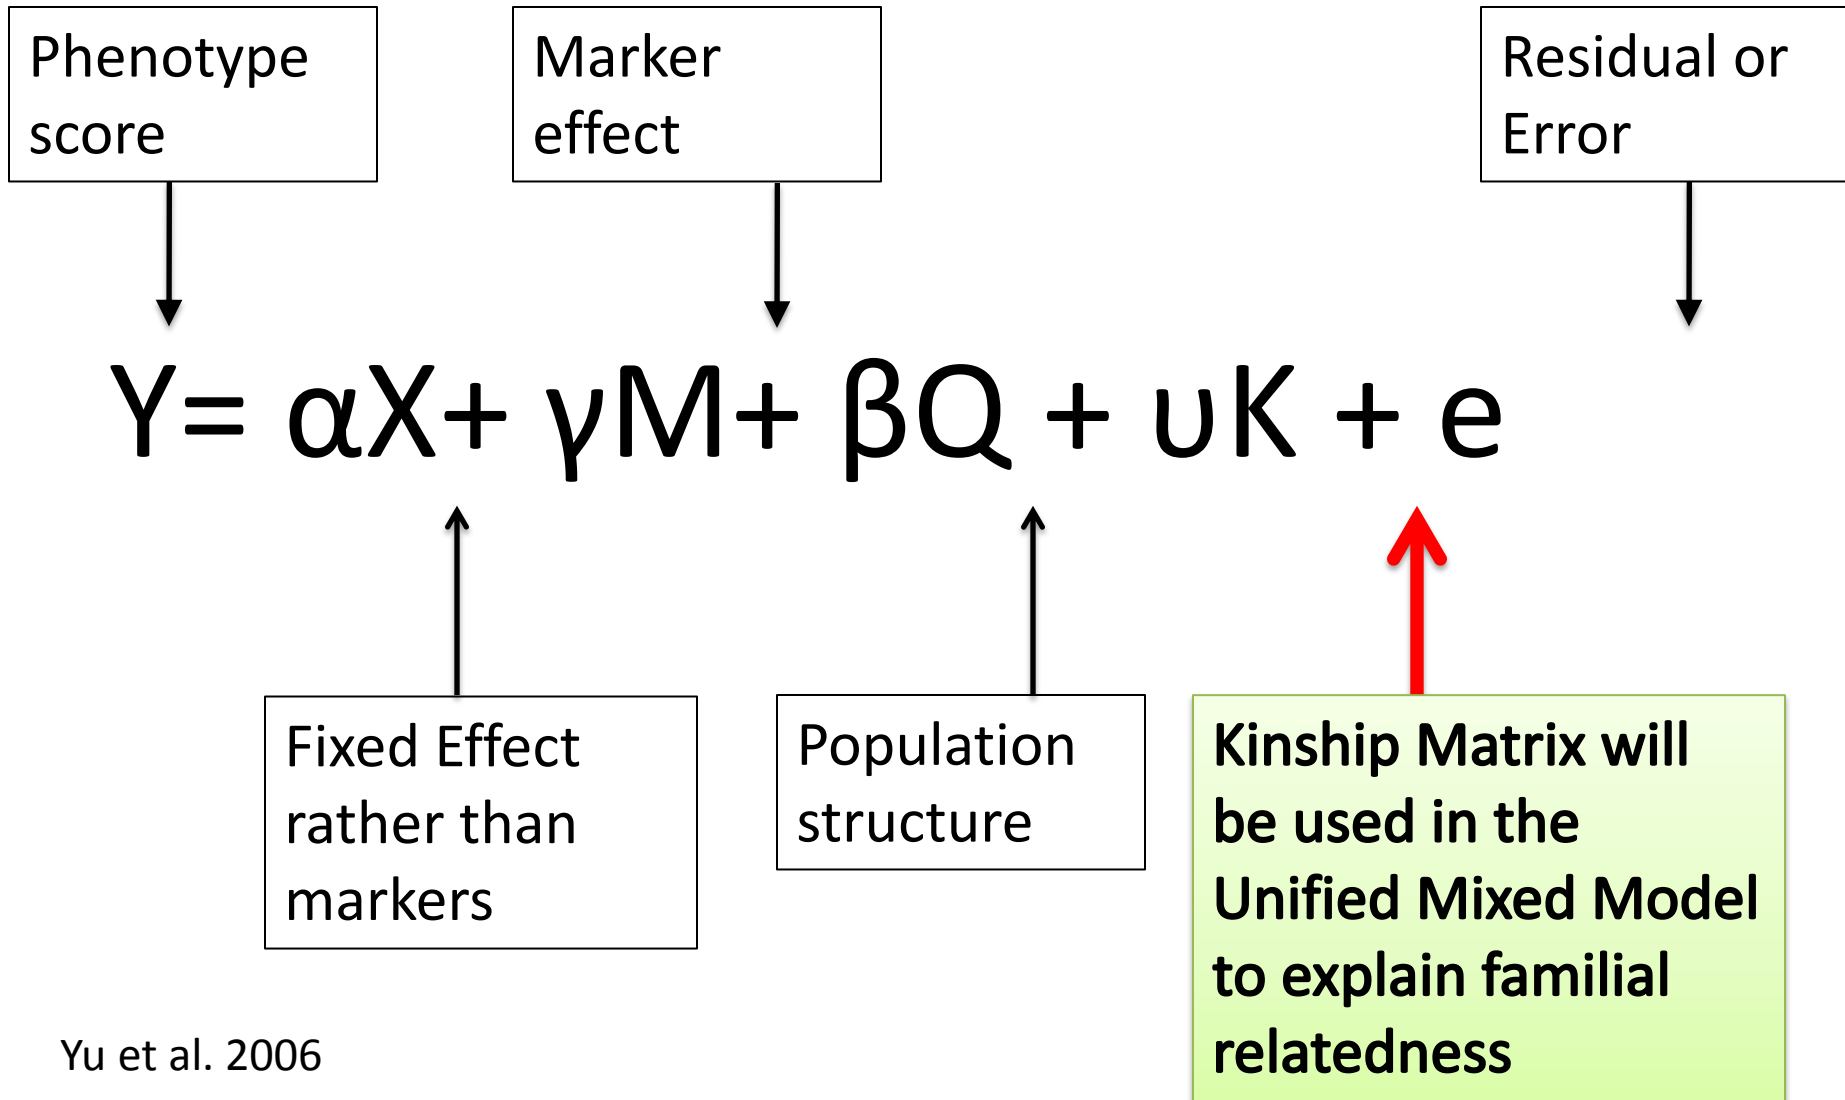 Phenotype
score
Marker
effect
Residual or
Error
Y= αX+ γM+ βQ + υK + e
Fixed Effect
rather than
markers
Population
structure
Kinship Matrix will
be used in the
Unified Mixed Model
to explain familial
relatedness
Yu et al. 2006